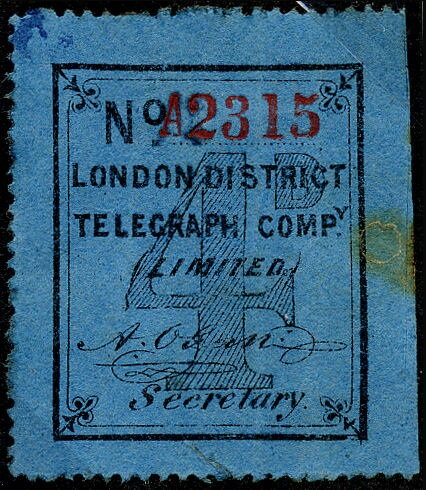 No A2315
LONDON DISTRICT
TELEGRAPH COMPY
(LIMITED)
4D
Secretary.